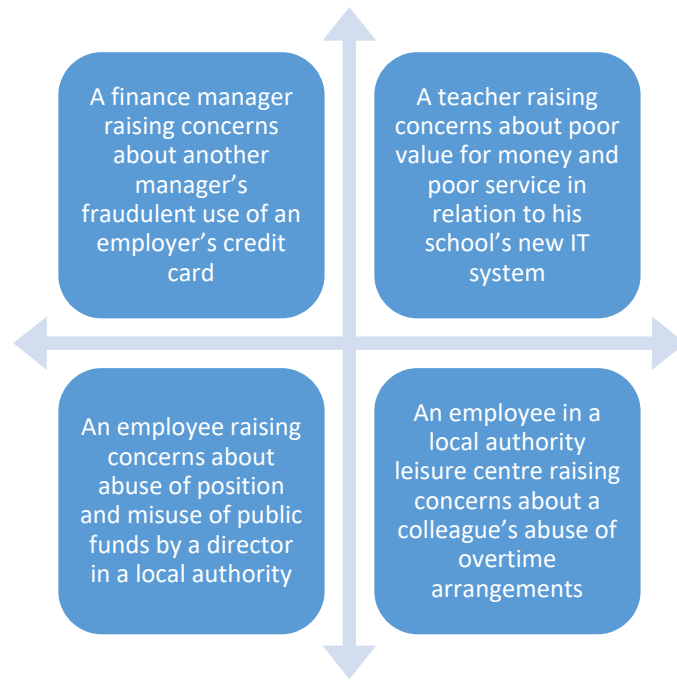 A finance manager
raising concerns
about another
manager’s
fraudulent use of an
employer’s credit
card
A teacher raising
concerns about poor
value for money and
poor service in
relation to his
school’s new IT
system
An employee raising
concerns about
abuse of position
and misuse of public
funds by a director
in a local authority
An employee in a
local authority
leisure centre raising
concerns about a
colleague’s abuse of
overtime
arrangements